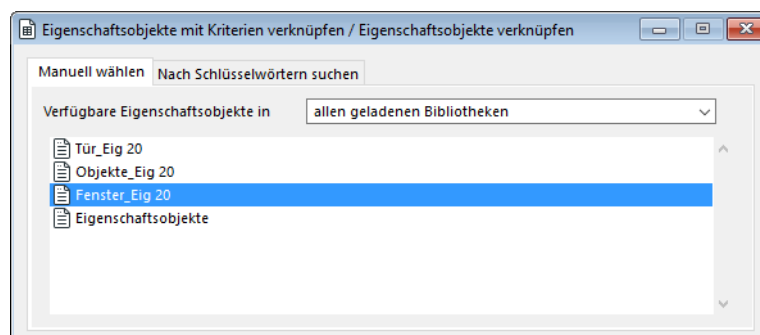 Eigenschaftsobjekte mit Kriterien verknüpfen / Eigenschaftsobjekte verknüpfen
Manuell wählen Nach Schlüsselwörtern suchen
Verfügbare Eigenschaftsobjekte in allen geladenen Bibliotheken
Tür_Eig 20
Objekte_Eig 20
Fenster_Eig 20
Eigenschaftsobjekte